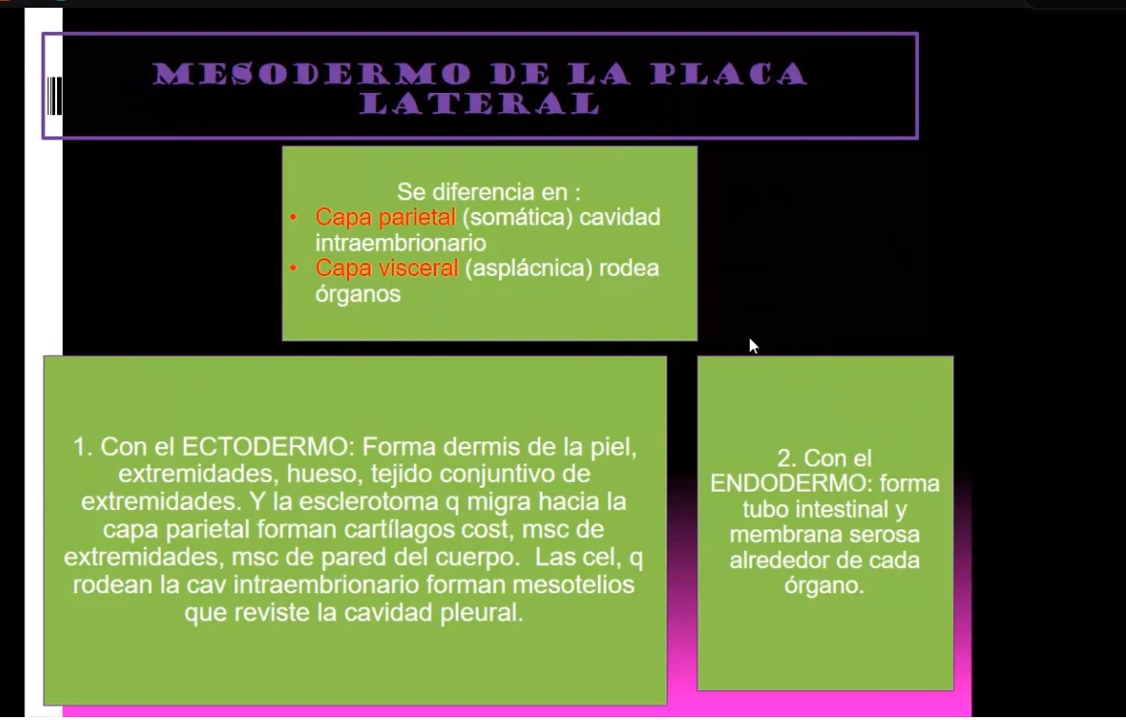 MESODERMO DE LA PLACA
LATERAL
Se diferencia en :
• Capa parietal (somática) cavidad
intraembrionario
• Capa visceral (asplácnica) rodea
órganos
1. Con el ECTODERMO: Forma dermis de la piel,
extremidades, hueso, tejido conjuntivo de
extremidades. Y la esclerotoma q migra hacia la
capa parietal forman cartílagos cost, msc de
extremidades, msc de pared del cuerpo. Las cel, q
rodean la cav intraembrionario forman mesotelios
que reviste la cavidad pleural.
2. Con el
ENDODERMO: forma
tubo intestinal y
membrana serosa
alrededor de cada
órgano.